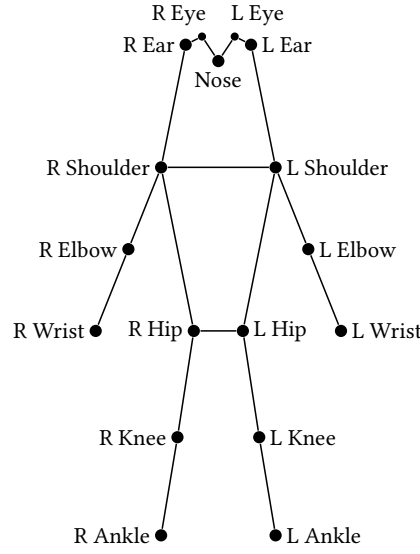 R Eye L Eye
R Ear L Ear
Nose
R Shoulder L Shoulder
R Elbow L Elbow
R Wrist R Hip L Hip L Wrist
R Knee L Knee
R Ankle L Ankle